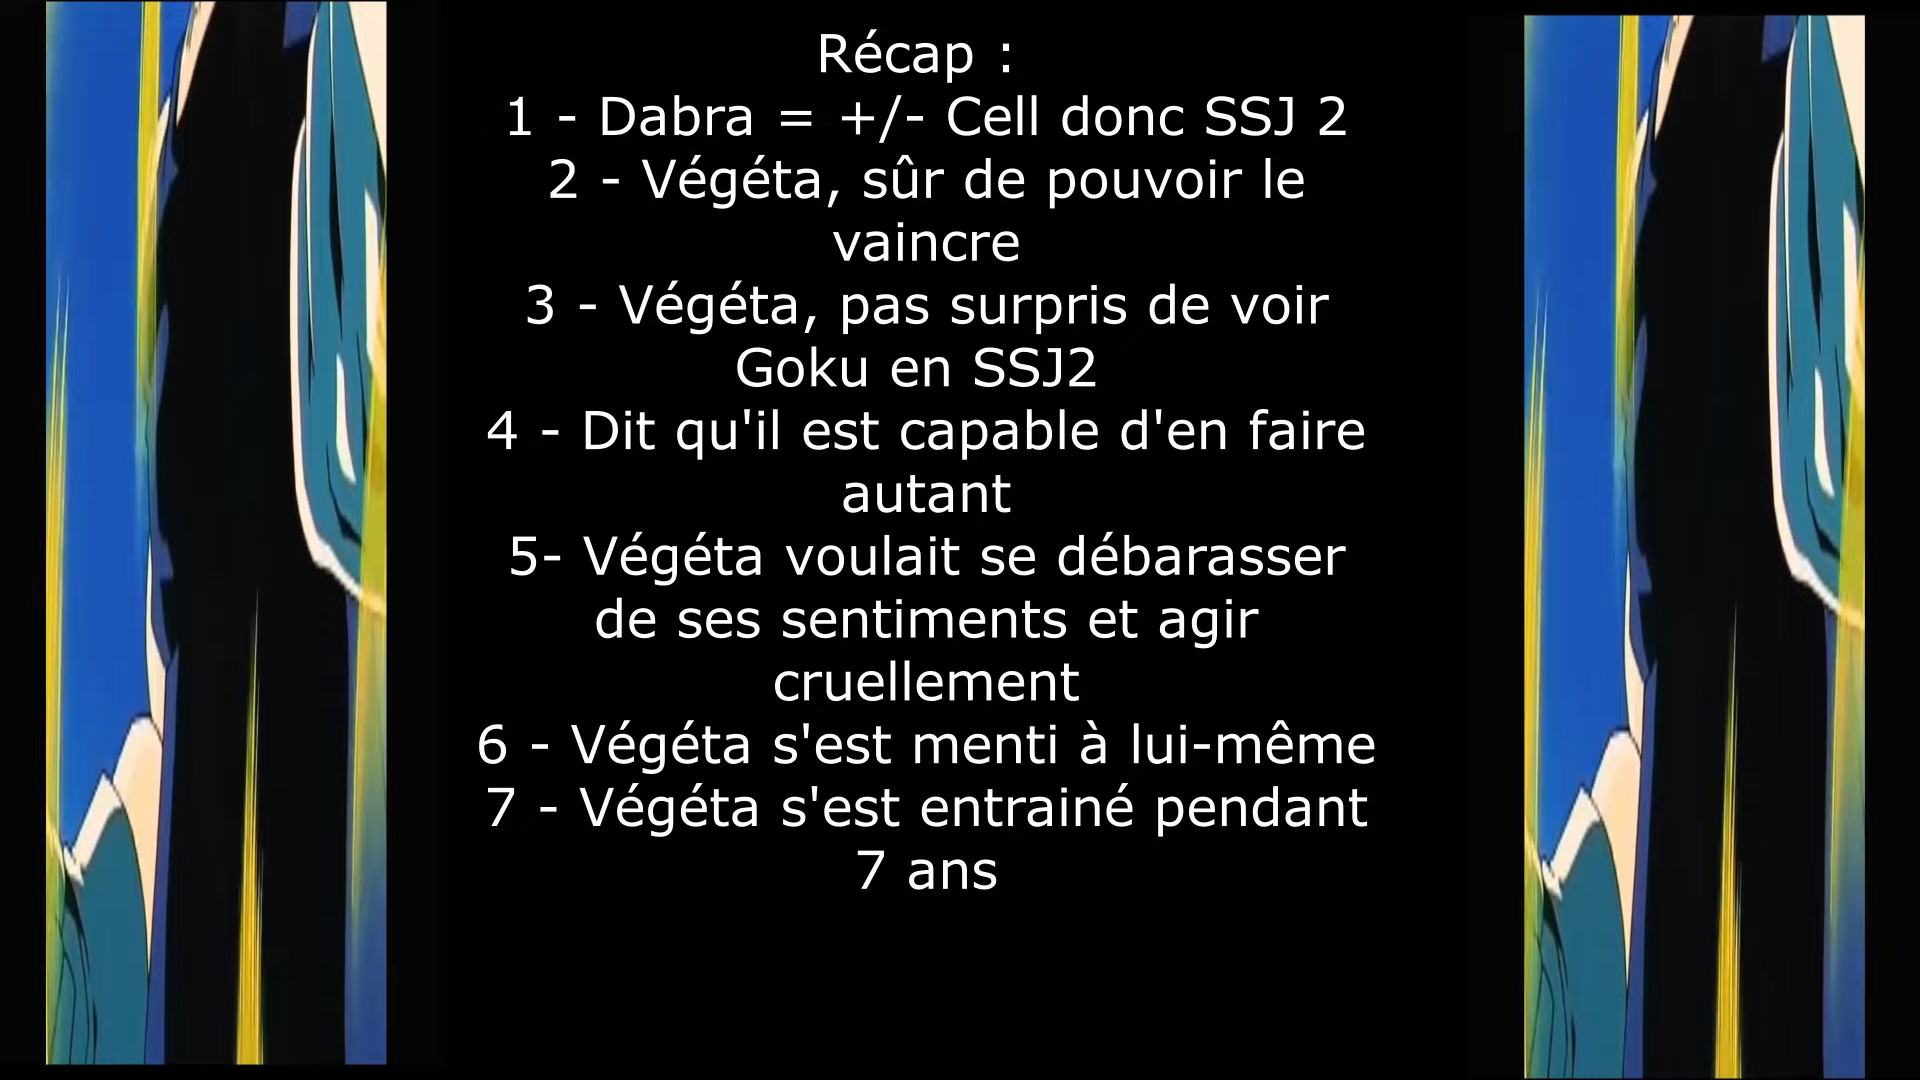 Récap :
1 - Dabra = +/- Cell donc SSJ 2
2 - Végéta, sûr de pouvoir le
vaincre
3 - Végéta, pas surpris de voir
Goku en SSJ2
4 - Dit qu'il est capable d'en faire
autant
5- Végéta voulait se débarasser
de ses sentiments et agir
cruellement
6 - Végéta s'est menti à lui-même
7 - Végéta s'est entrainé pendant
7 ans